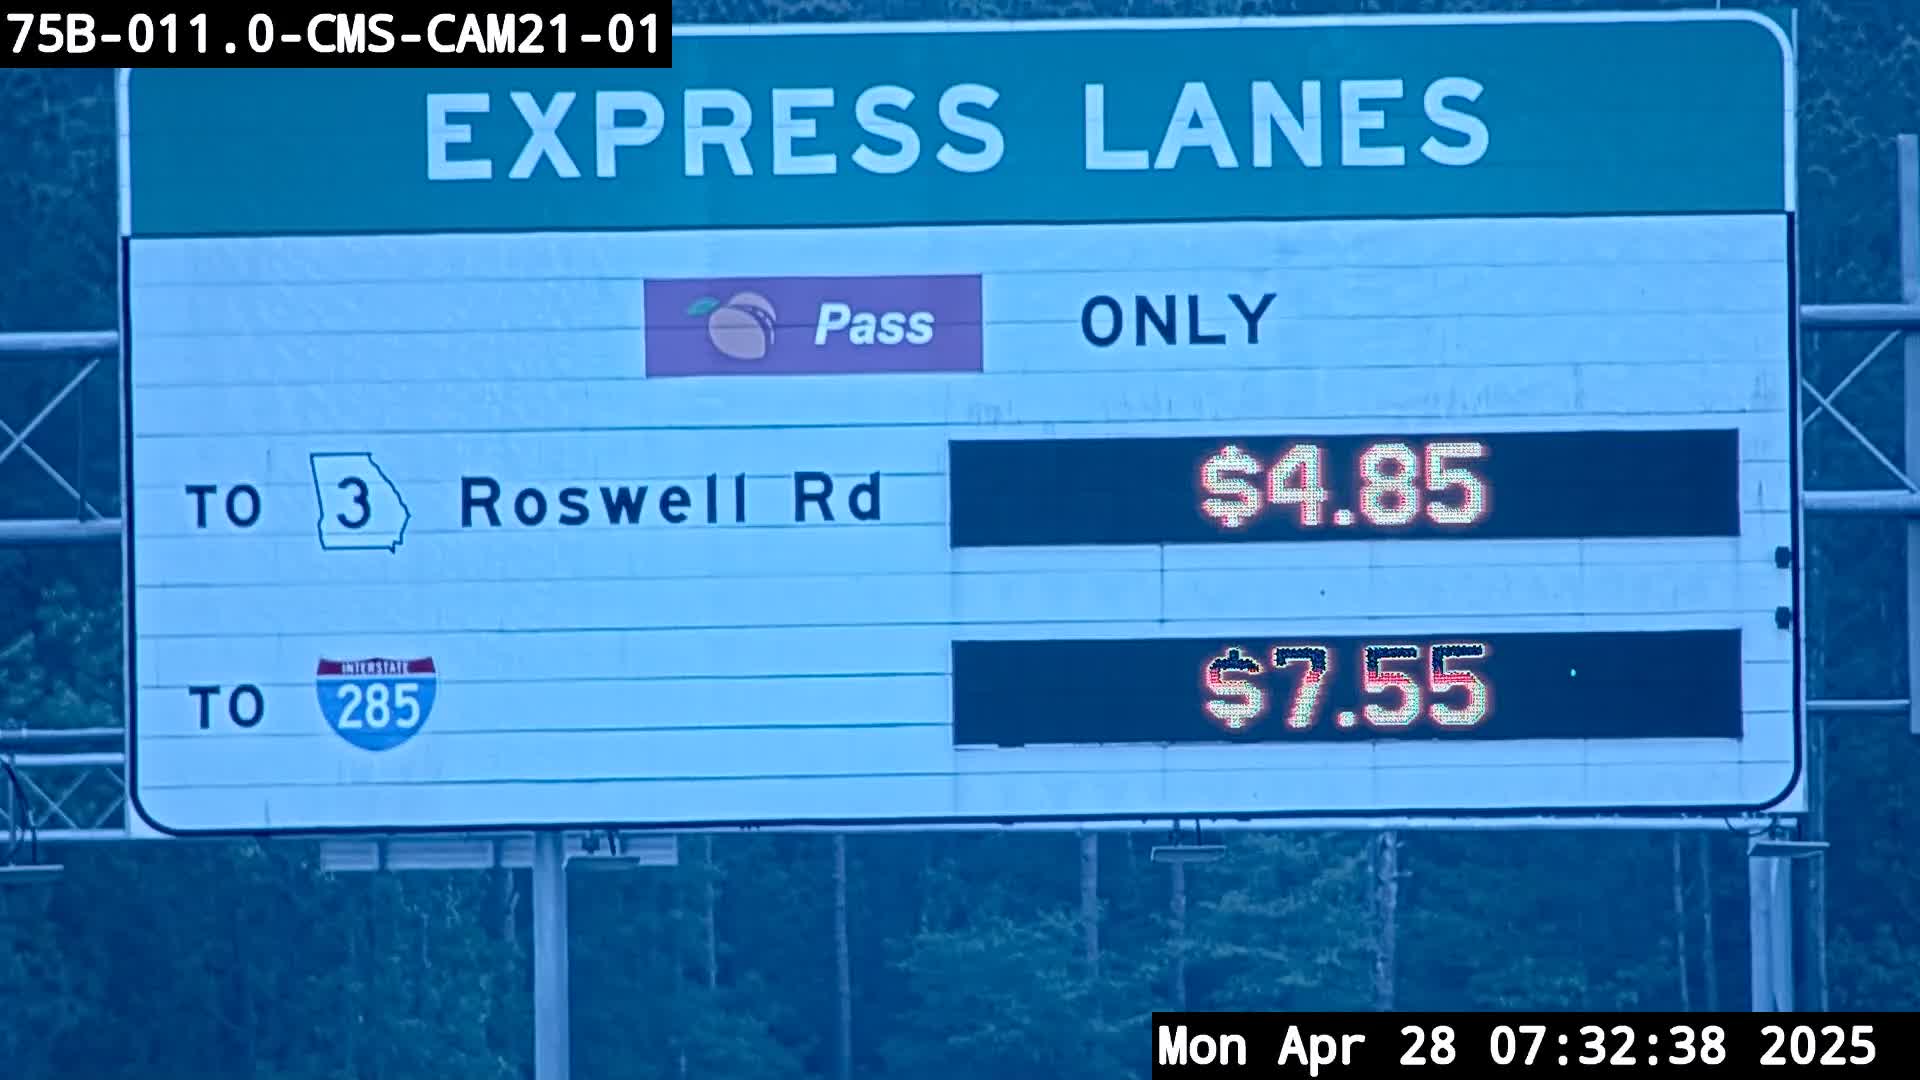 75B-011.0-CMS-CAM21-01
EXPRESS LANES
Pass ONLY
TO 3 Roswell Rd $4.85
INTERSTATE
TO 285 $7.55
Mon Apr 28 07:32:38 2025